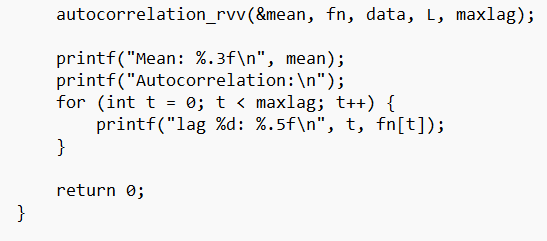 autocorrelation_rvv(&mean, fn, data, L, maxlag);
printf("Mean: %.3f\n", mean);
printf("Autocorrelation:\n");
for (int t = 0; t < maxlag; t++) {
printf("lag %d: %.5f\n", t, fn[t]);
}
return 0;
}